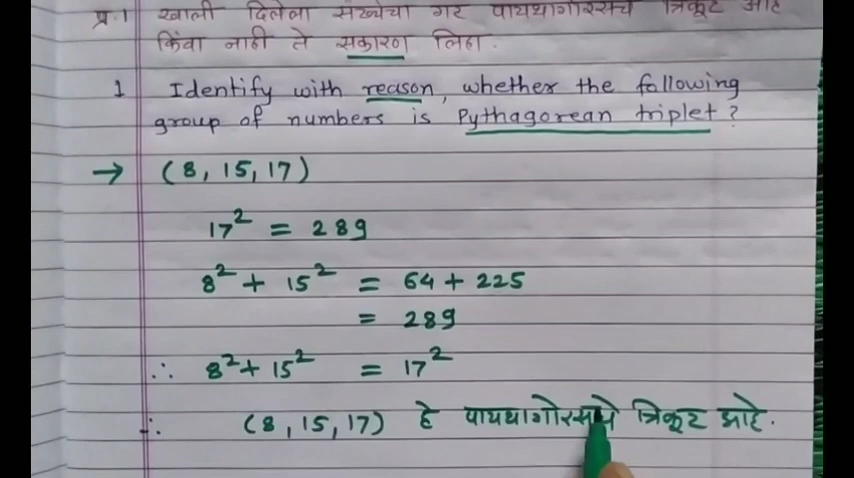 प्र.1 खाली दिलेला संख्येचा गट पायथागोरसचे त्रिकूट आहे
किंवा नाही ते सकारण लिहा.
1 Identify with reason, whether the following
group of numbers is Pythagorean triplet?
→ (8, 15, 17)
17² = 289
8² + 15² = 64 + 225
= 289
∴ 8² + 15² = 17²
∴ (8, 15, 17) हे पायथागोरसचे त्रिकूट आहे.